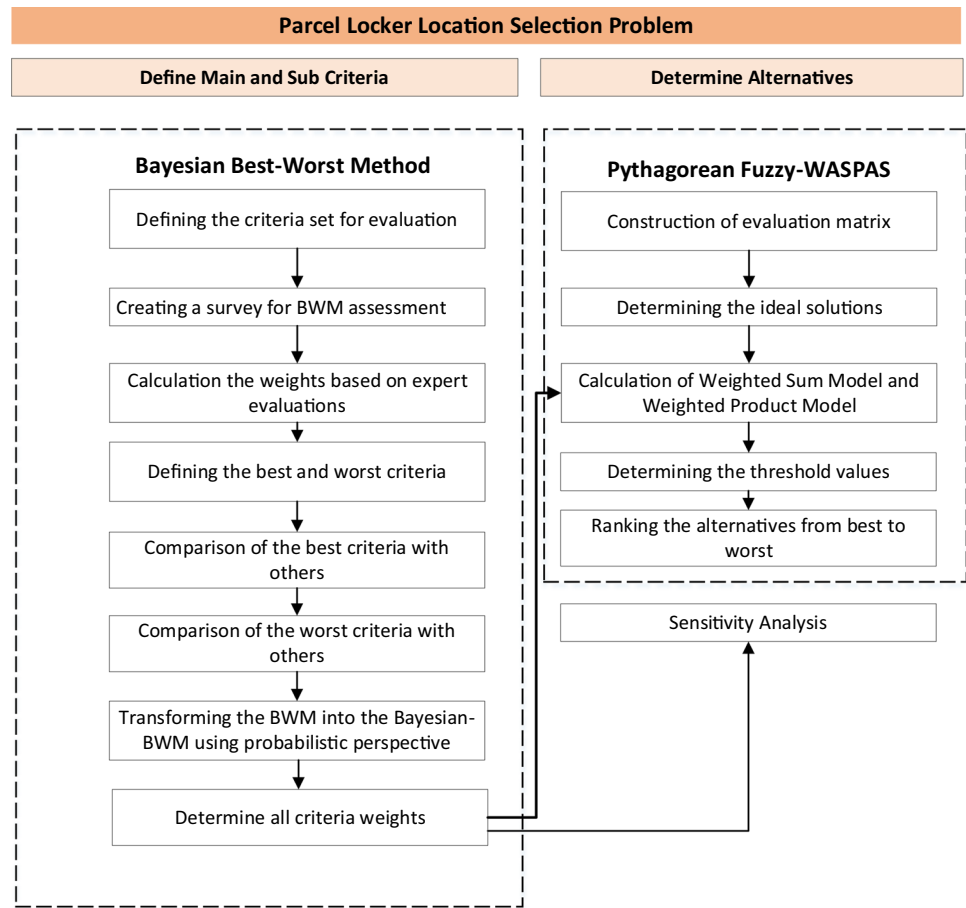 Parcel Locker Location Selection Problem
Define Main and Sub Criteria
Determine Alternatives
Bayesian Best-Worst Method
Defining the criteria set for evaluation
Creating a survey for BWM assessment
Calculation the weights based on expert
evaluations
Defining the best and worst criteria
Comparison of the best criteria with
others
Comparison of the worst criteria with
others
Transforming the BWM into the Bayesian-
BWM using probabilistic perspective
Determine all criteria weights
Pythagorean Fuzzy-WASPAS
Construction of evaluation matrix
Determining the ideal solutions
Calculation of Weighted Sum Model and
Weighted Product Model
Determining the threshold values
Ranking the alternatives from best to
worst
Sensitivity Analysis